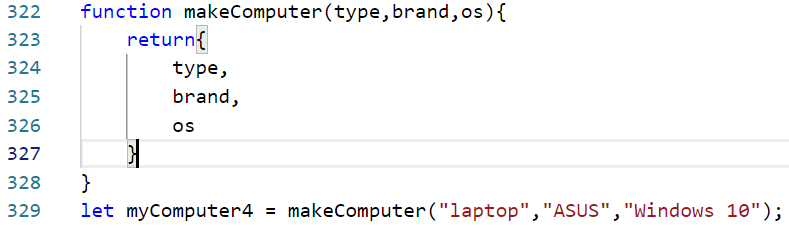 322 function makeComputer(type,brand,os){
323     return{
324         type,
325         brand,
326         os
327     }
328 }
329 let myComputer4 = makeComputer("laptop","ASUS","Windows 10");